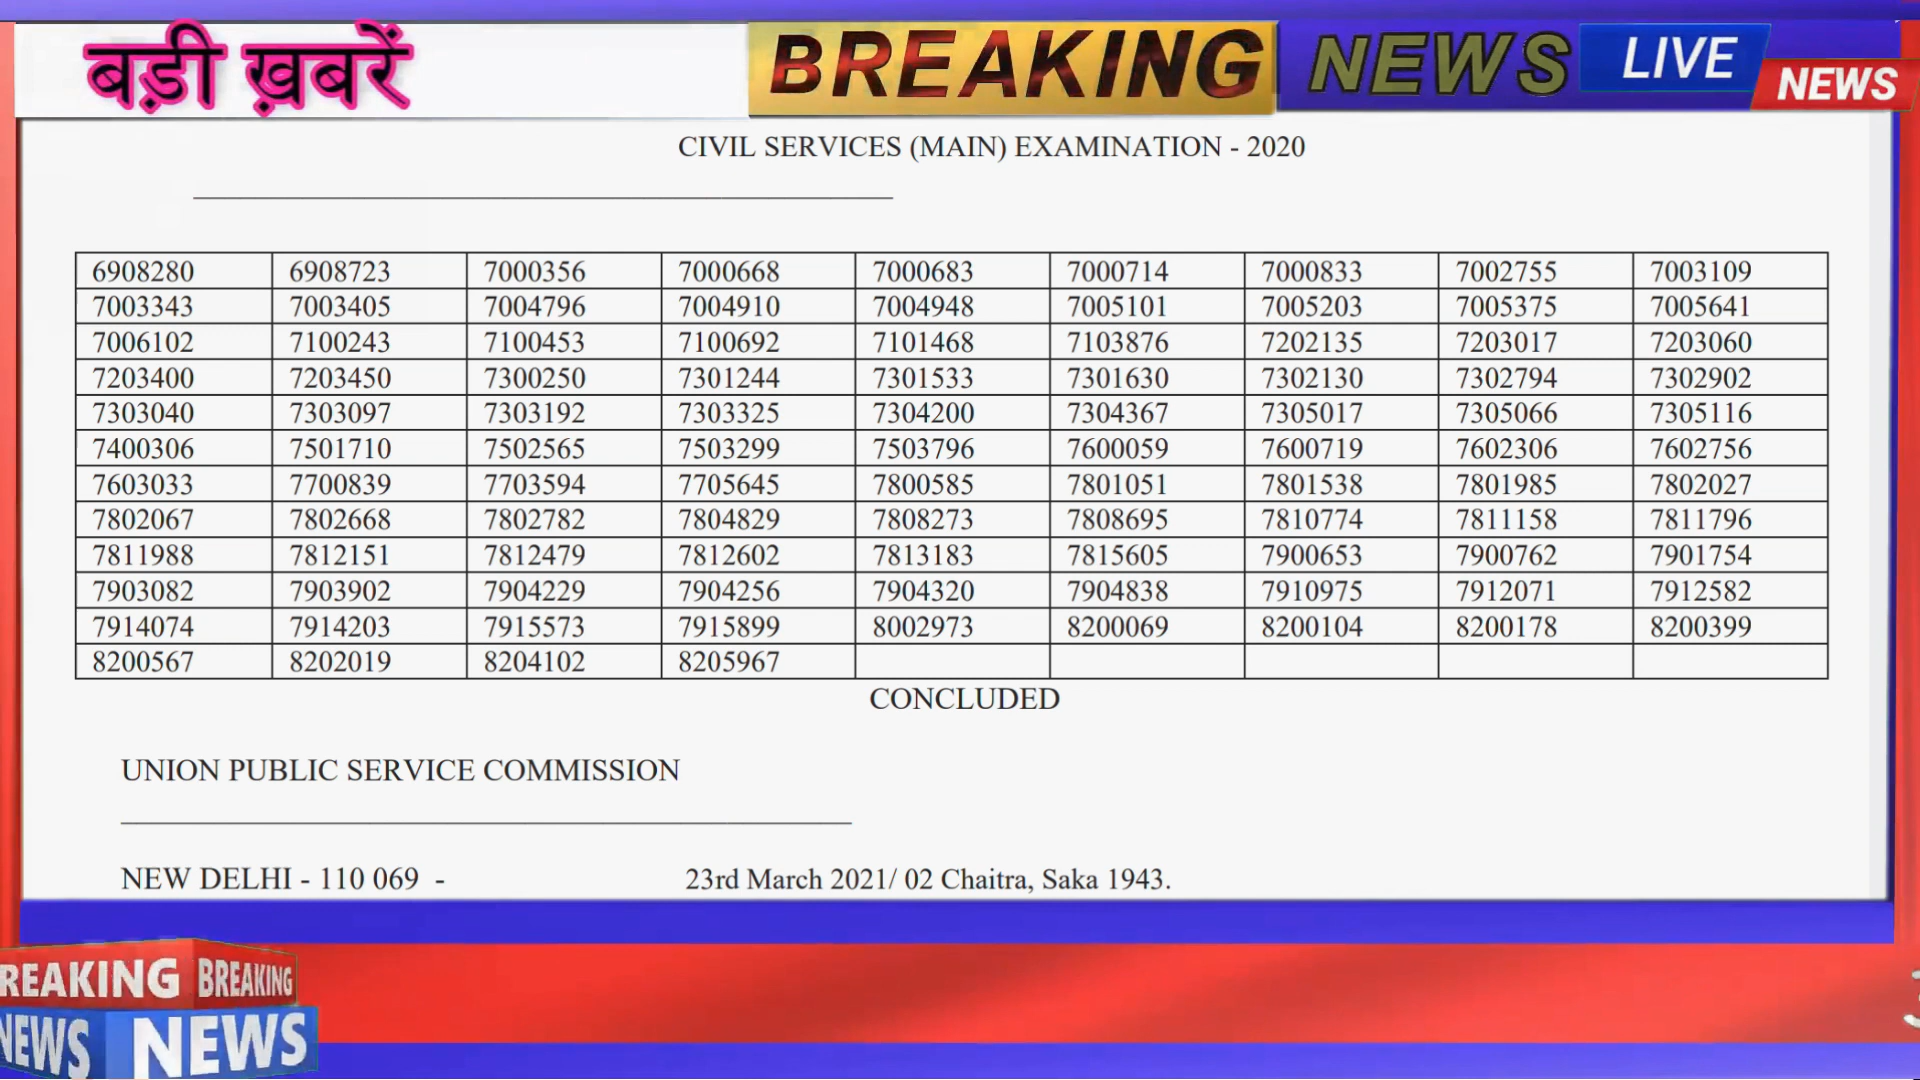 बड़ी ख़बरें
BREAKING NEWS LIVE NEWS
CIVIL SERVICES (MAIN) EXAMINATION - 2020
6908280 6908723 7000356 7000668 7000683 7000714 7000833 7002755 7003109
7003343 7003405 7004796 7004910 7004948 7005101 7005203 7005375 7005641
7006102 7100243 7100453 7100692 7101468 7103876 7202135 7203017 7203060
7203400 7203450 7300250 7301244 7301533 7301630 7302130 7302794 7302902
7303040 7303097 7303192 7303325 7304200 7304367 7305017 7305066 7305116
7400306 7501710 7502565 7503299 7503796 7600059 7600719 7602306 7602756
7603033 7700839 7703594 7705645 7800585 7801051 7801538 7801985 7802027
7802067 7802668 7802782 7804829 7808273 7808695 7810774 7811158 7811796
7811988 7812151 7812479 7812602 7813183 7815605 7900653 7900762 7901754
7903082 7903902 7904229 7904256 7904320 7904838 7910975 7912071 7912582
7914074 7914203 7915573 7915899 8002973 8200069 8200104 8200178 8200399
8200567 8202019 8204102 8205967
CONCLUDED
UNION PUBLIC SERVICE COMMISSION
NEW DELHI - 110 069 - 23rd March 2021/ 02 Chaitra, Saka 1943.
REAKING BREAKING
NEWS NEWS